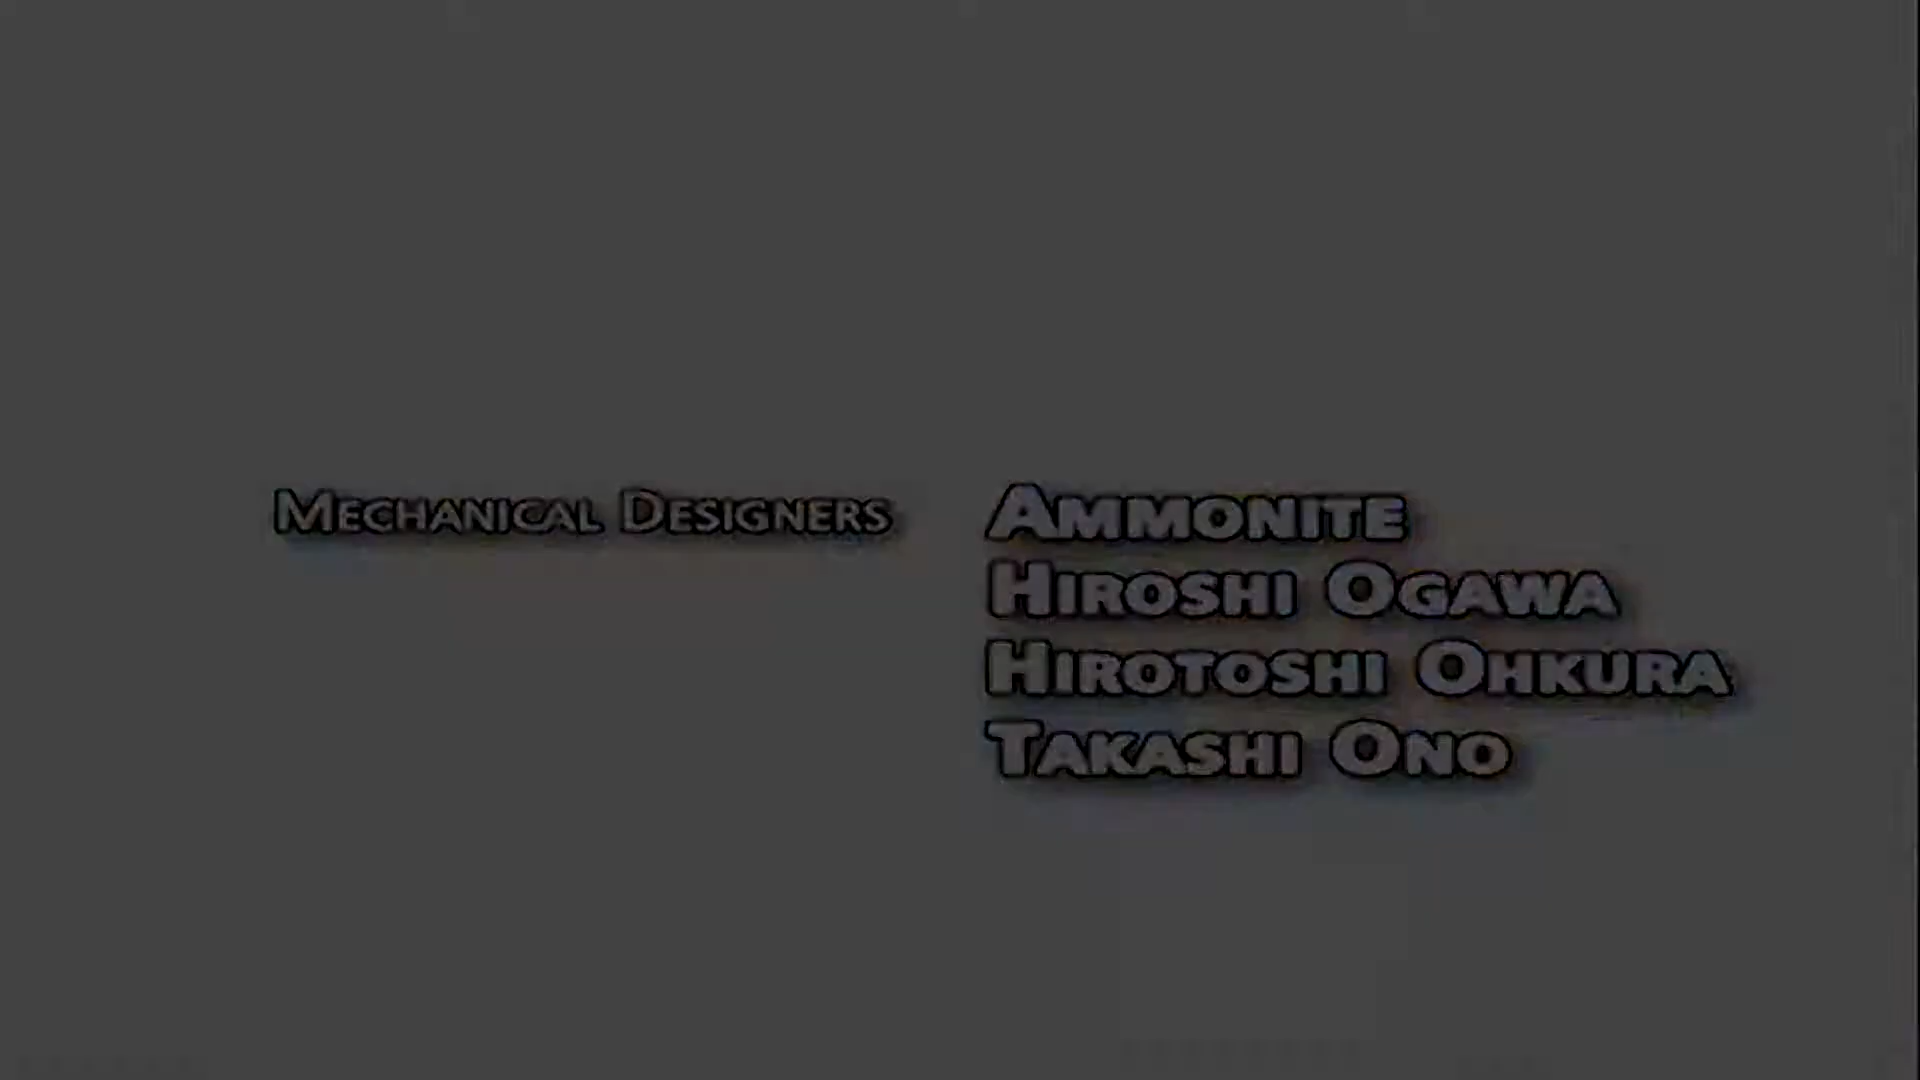 Mechanical Designers Ammonite
Hiroshi Ogawa
Hirotoshi Ohkura
Takashi Ono